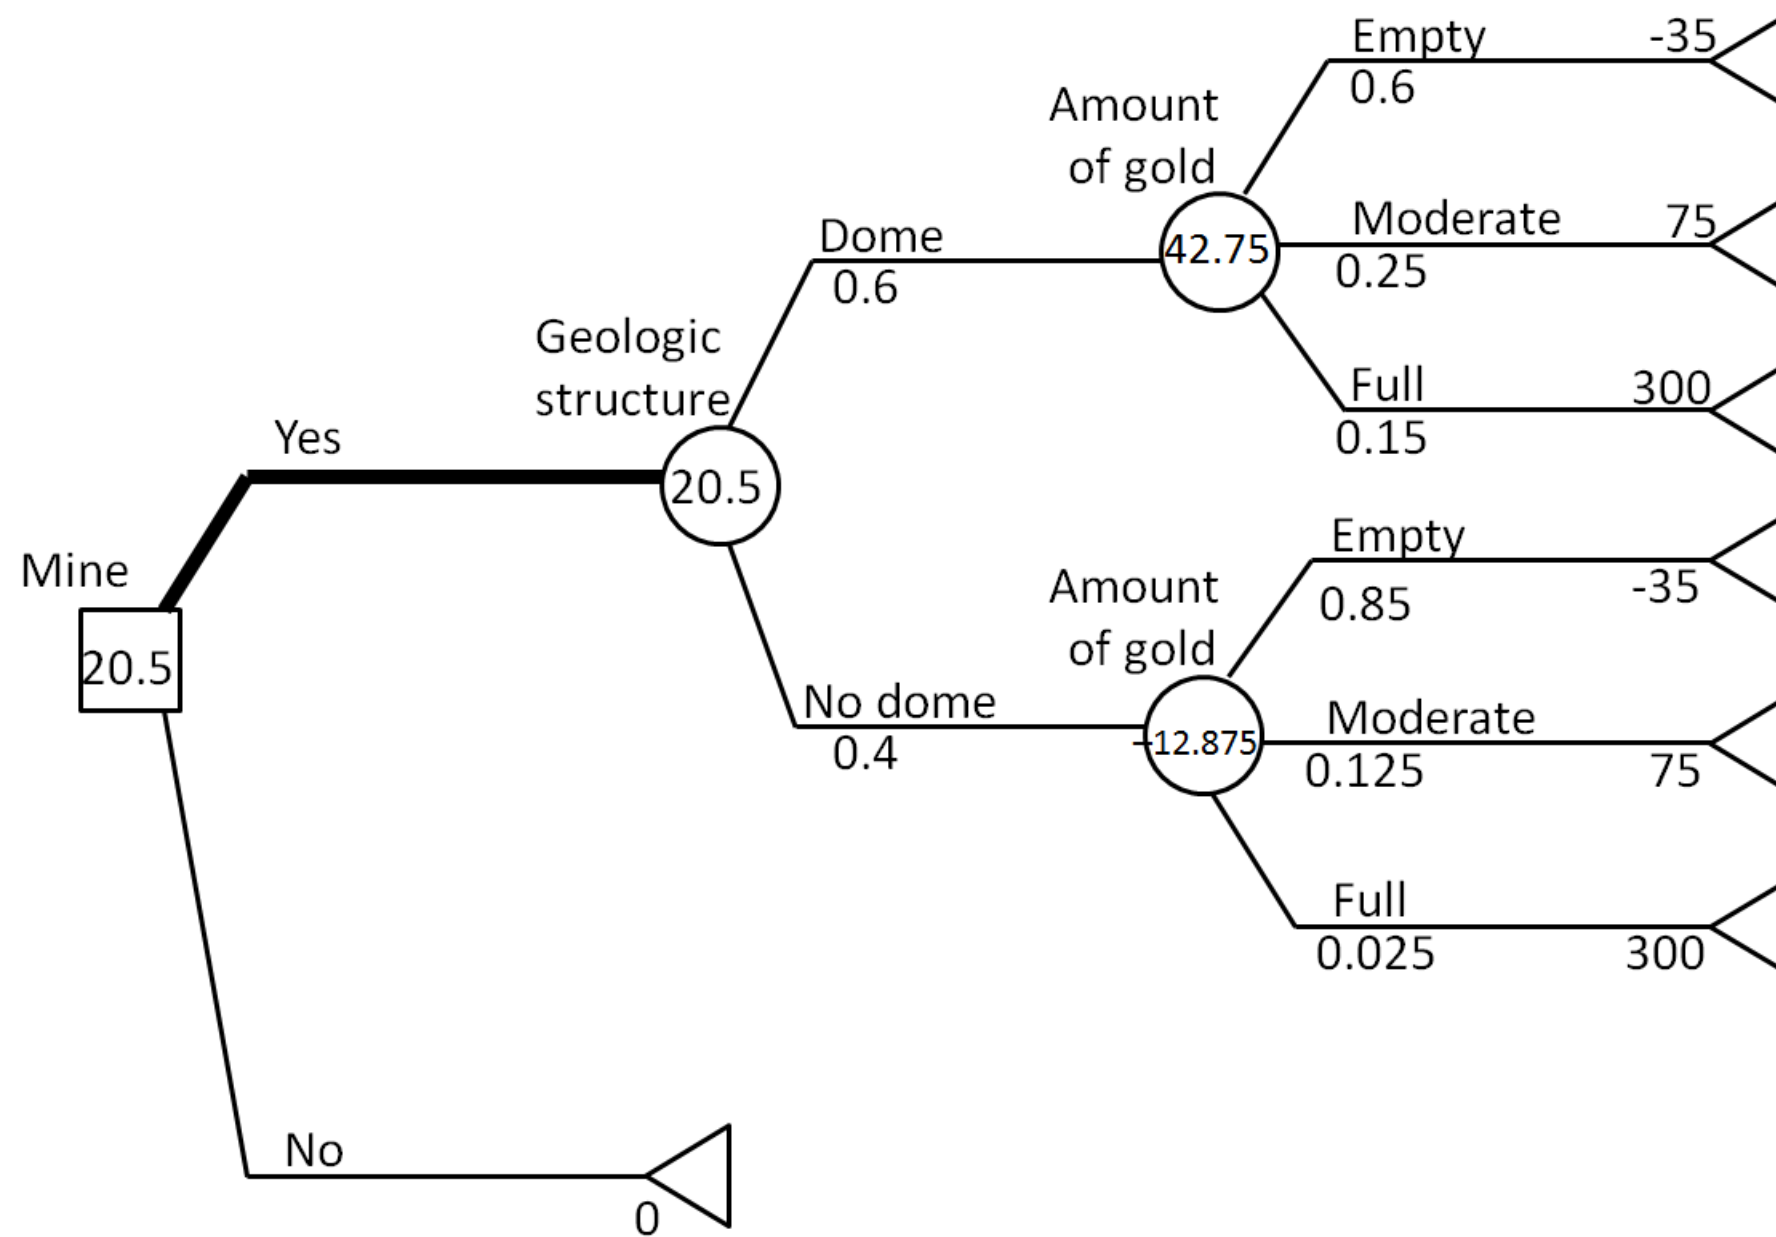 Empty
-35
0.6
Amount
of gold
Moderate
75
0.25
42.75
Dome
0.6
Full
300
0.15
Geologic
structure
Yes
20.5
Mine
20.5
Empty
-35
0.85
Amount
of gold
No dome
0.4
-12.875
Moderate
0.125
75
Full
0.025
300
No
0